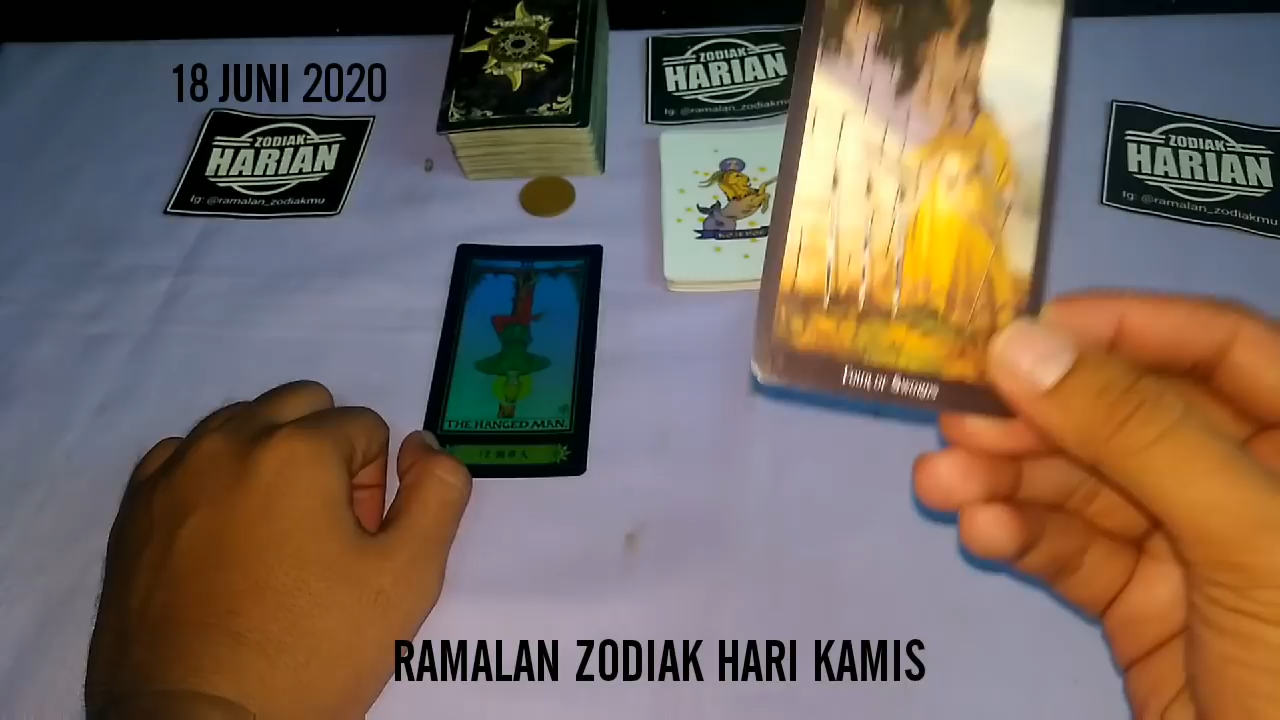 18 JUNI 2020
ZODIAK
HARIAN
Ig: @ramalan_zodiakmu
ZODIAK
HARIAN
Ig: @ramalan_zodiakm
ZODIAK
HARIAN
Ig: @ramalan_zodiakmu
THE HANGED MAN.
RAMALAN ZODIAK HARI KAMIS